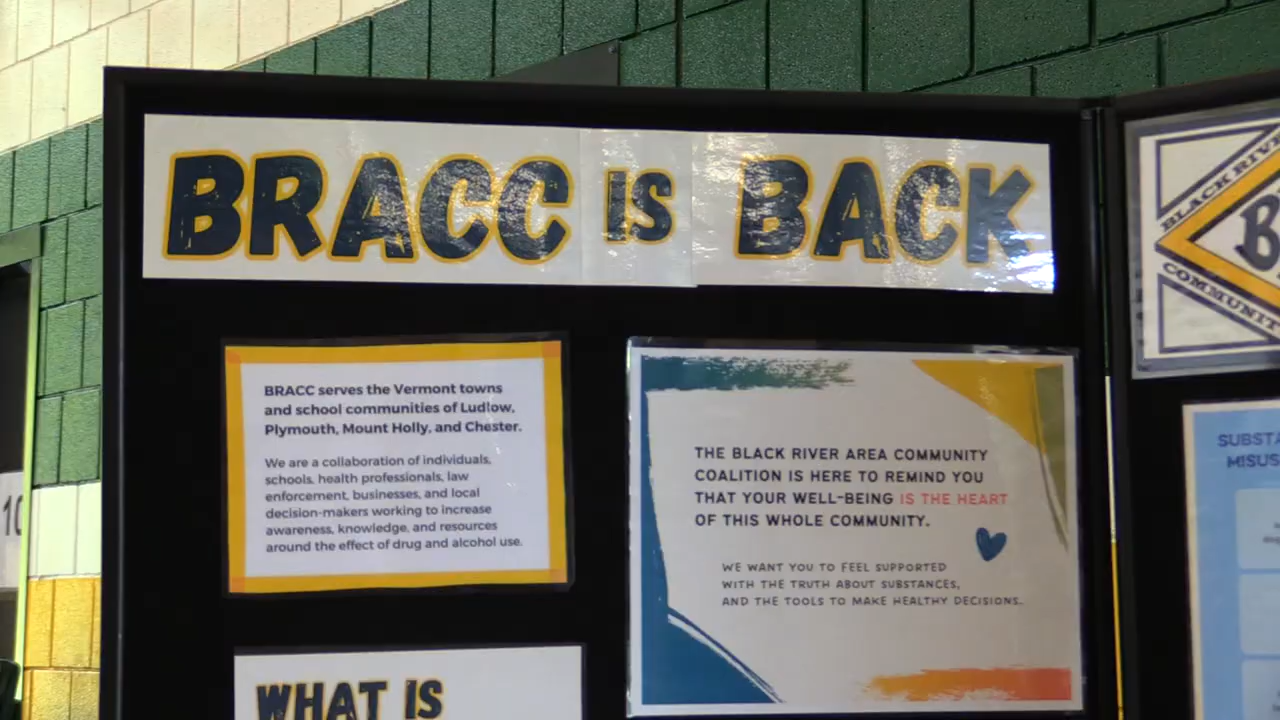 BRACC IS BACK
BRACC serves the Vermont towns
and school communities of Ludlow,
Plymouth, Mount Holly, and Chester.
We are a collaboration of individuals,
schools, health professionals, law
enforcement, businesses, and local
decision-makers working to increase
awareness, knowledge, and resources
around the effect of drug and alcohol use.
WHAT IS
THE BLACK RIVER AREA COMMUNITY
COALITION IS HERE TO REMIND YOU
THAT YOUR WELL-BEING IS THE HEART
OF THIS WHOLE COMMUNITY.
WE WANT YOU TO FEEL SUPPORTED
WITH THE TRUTH ABOUT SUBSTANCES,
AND THE TOOLS TO MAKE HEALTHY DECISIONS.
BLACK RIVE
B
COMMUNIT
SUBSTA
MISUS
10